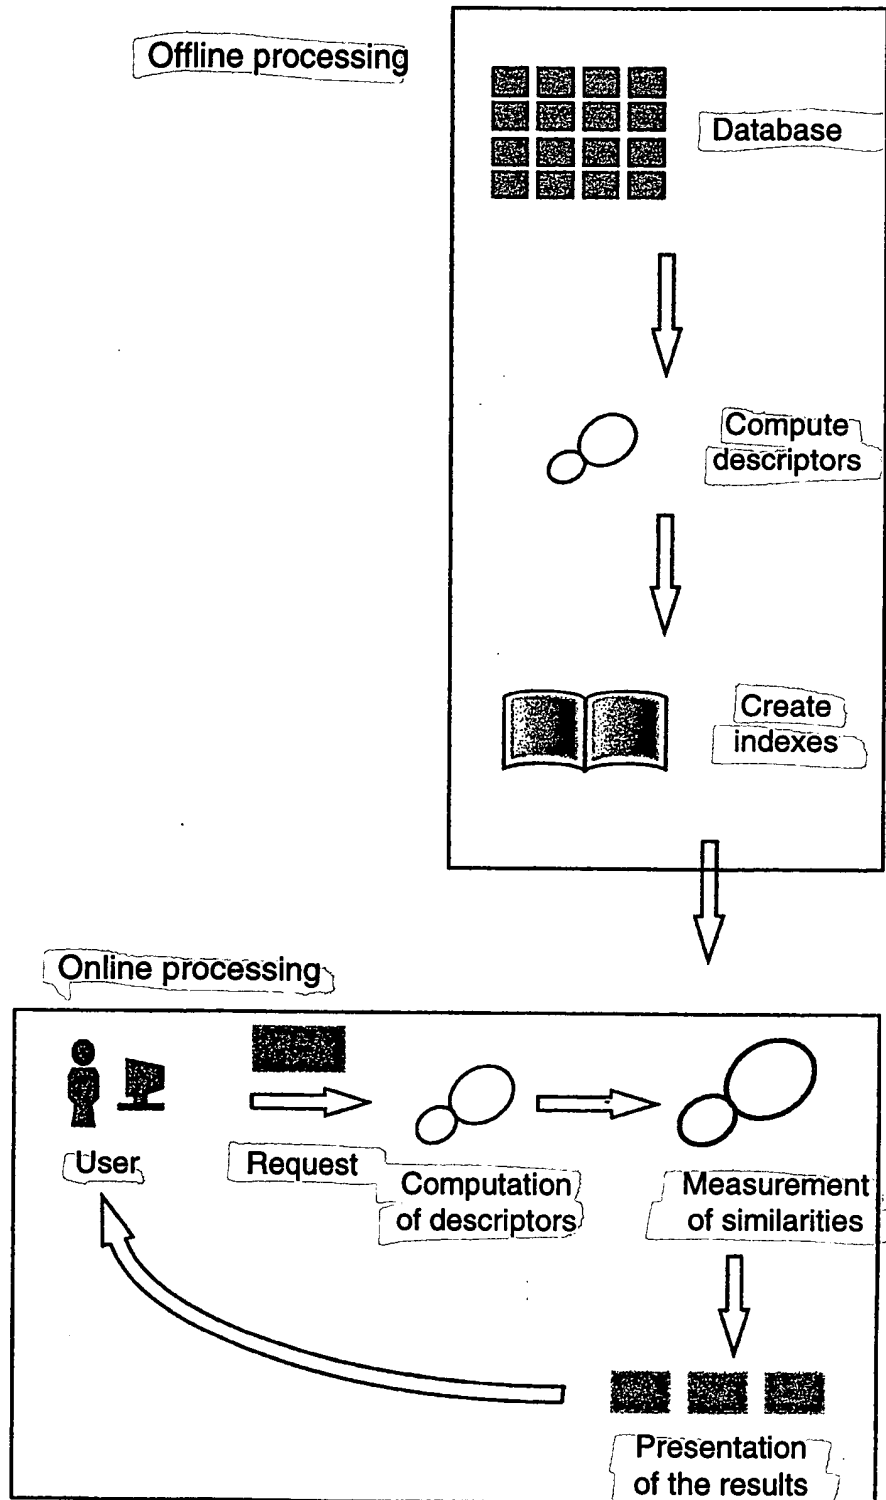 Offline processing
Database
Compute
descriptors
Create
indexes
Online processing
User
Request
Computation
of descriptors
Measurement
of similarities
Presentation
of the results